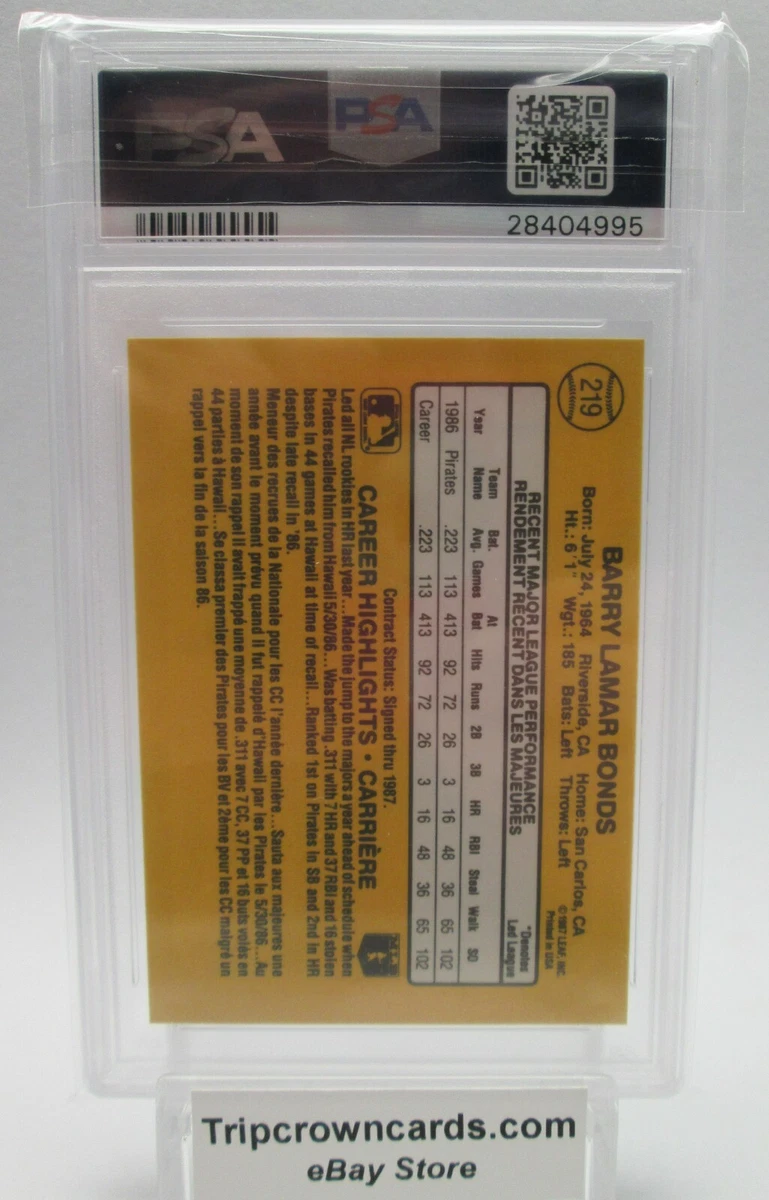 PSA
PSA
28404995
219
BARRY LAMAR BONDS
Born: July 24, 1964 Riverside, CA Home: San Carlos, CA
Ht.: 6'1" Wgt.: 185 Bats: Left Throws: Left
©1987 LEAF, INC.
Printed in USA
RECENT MAJOR LEAGUE PERFORMANCE
RENDEMENT RÉCENT DANS LES MAJEURES
*Denotes
Led League
Year Team Name Bat. Avg. Games At Bat Hits Runs 2B 3B HR RBI Steal Walk SO
1986 Pirates .223 113 413 92 72 26 3 16 48 36 65 102
Career .223 113 413 92 72 26 3 16 48 36 65 102
Contract Status: Signed thru 1987.
CAREER HIGHLIGHTS • CARRIÈRE
Led all NL rookies in HR last year...Made the jump to the majors a year ahead of schedule when
Pirates recalled him from Hawaii 5/30/86...Was batting .311 with 7 HR and 37 RBI and 16 stolen
bases in 44 games at Hawaii at time of recall...Ranked 1st on Pirates in SB and 2nd in HR
despite late recall in '86.
Meneur des recrues de la Nationale pour les CC l'année dernière...Sauta aux majeures une
année avant le moment prévu quand il fut rappelé d'Hawaii par les Pirates le 5/30/86...Au
moment de son rappel il avait frappé une moyenne de .311 avec 7 CC, 37 PP et 16 buts volés en
44 parties à Hawaii...Se classa premier des Pirates pour les BV et 2ème pour les CC malgré un
rappel vers la fin de la saison 86.
Tripcrowncards.com
eBay Store